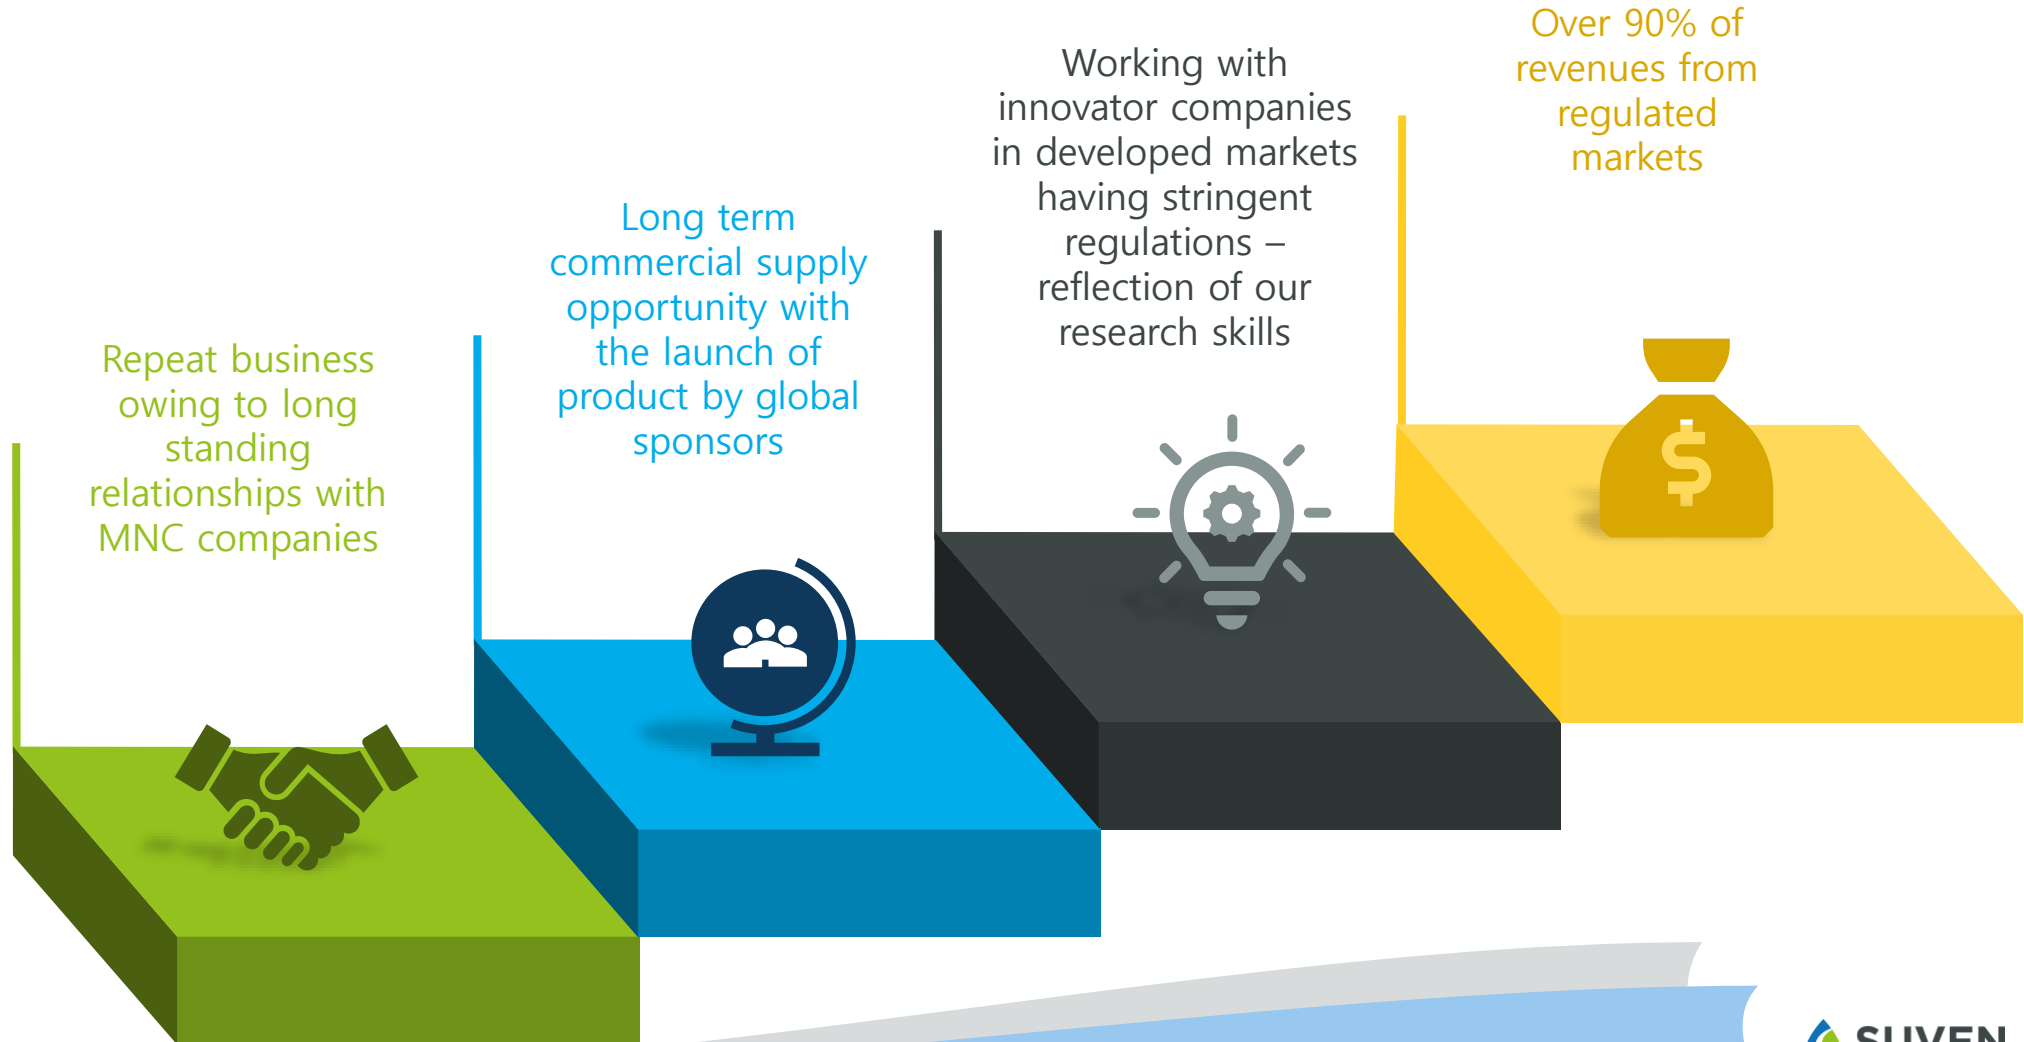 Repeat business
owing to long
standing
relationships with
MNC companies
Long term
commercial supply
opportunity with
the launch of
product by global
sponsors
Working with
innovator companies
in developed markets
having stringent
regulations –
reflection of our
research skills
Over 90% of
revenues from
regulated
markets
$
SUVEN